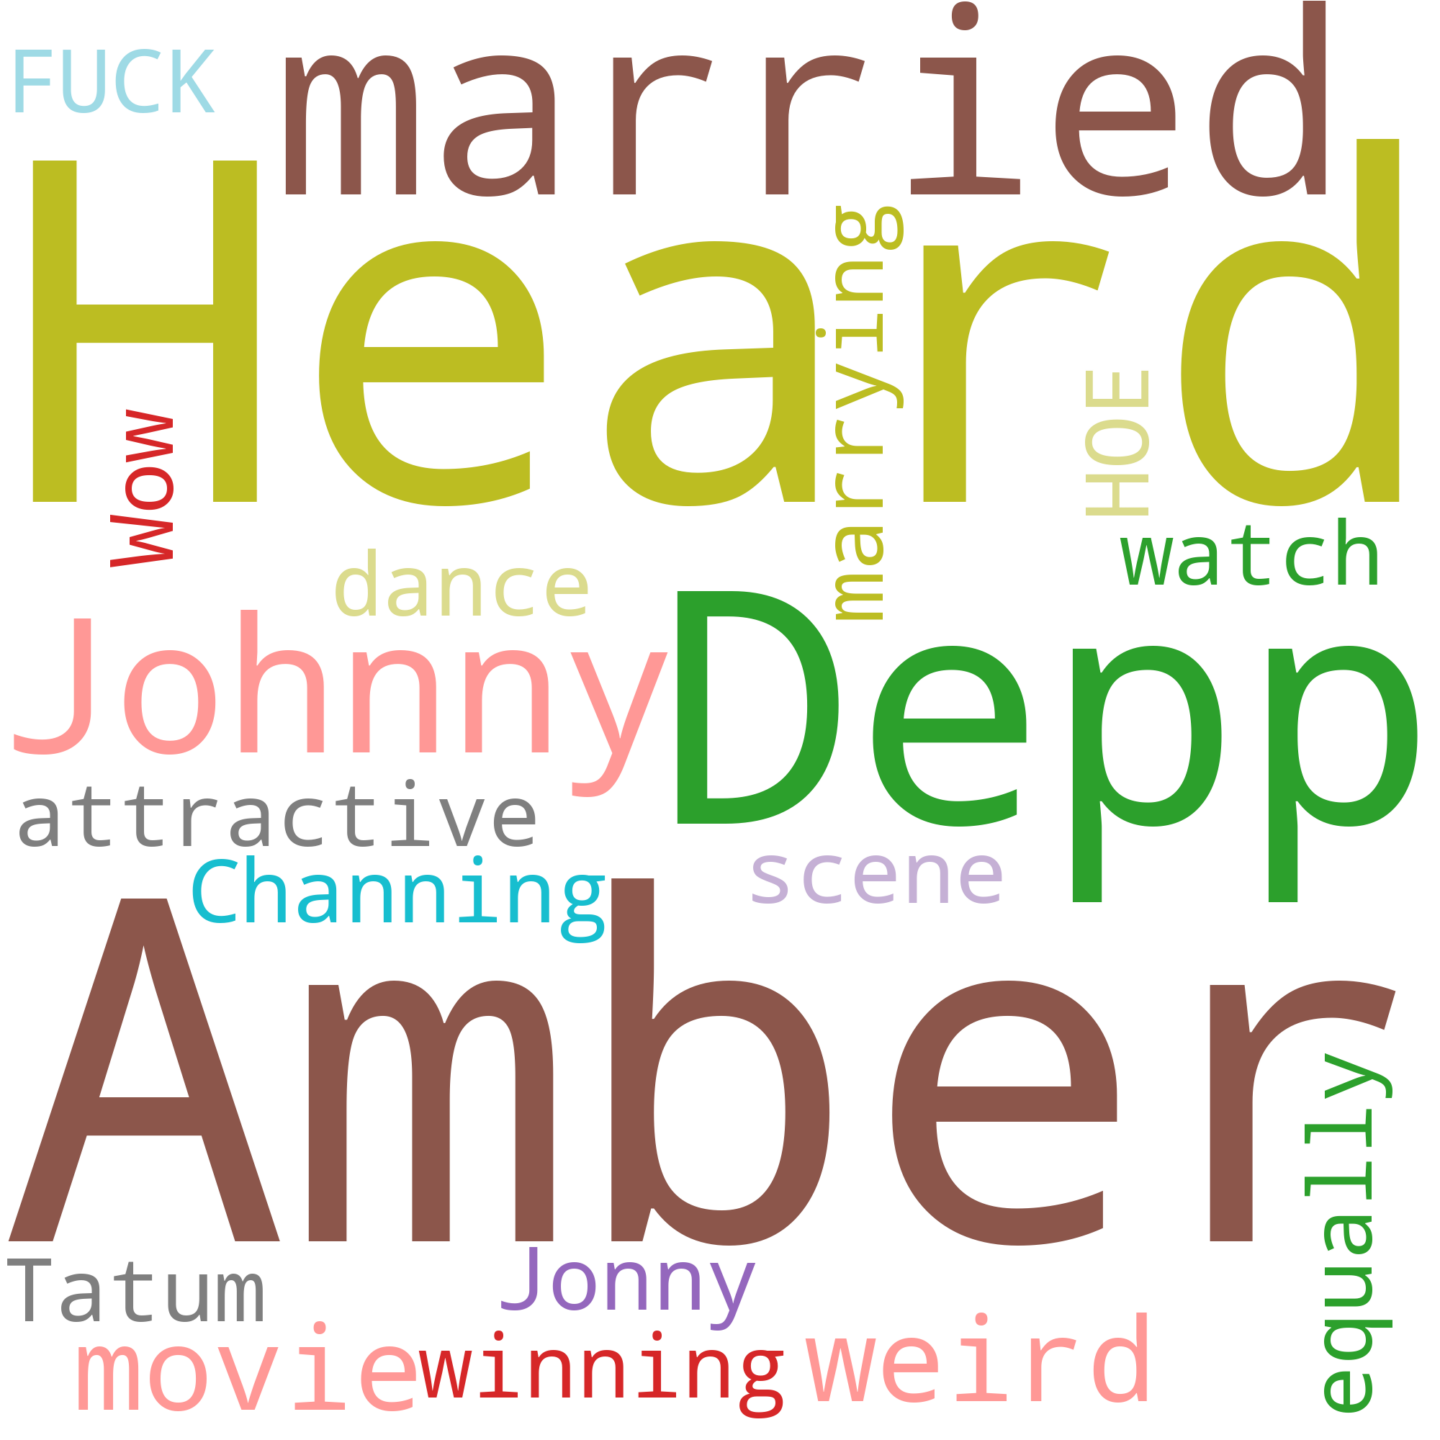 FUCK
married
Heard
marrying
HOE
Wow
watch
dance
Johnny
Depp
attractive
Channing
scene
Amber
equally
Tatum
Jonny
movie
winning
weird